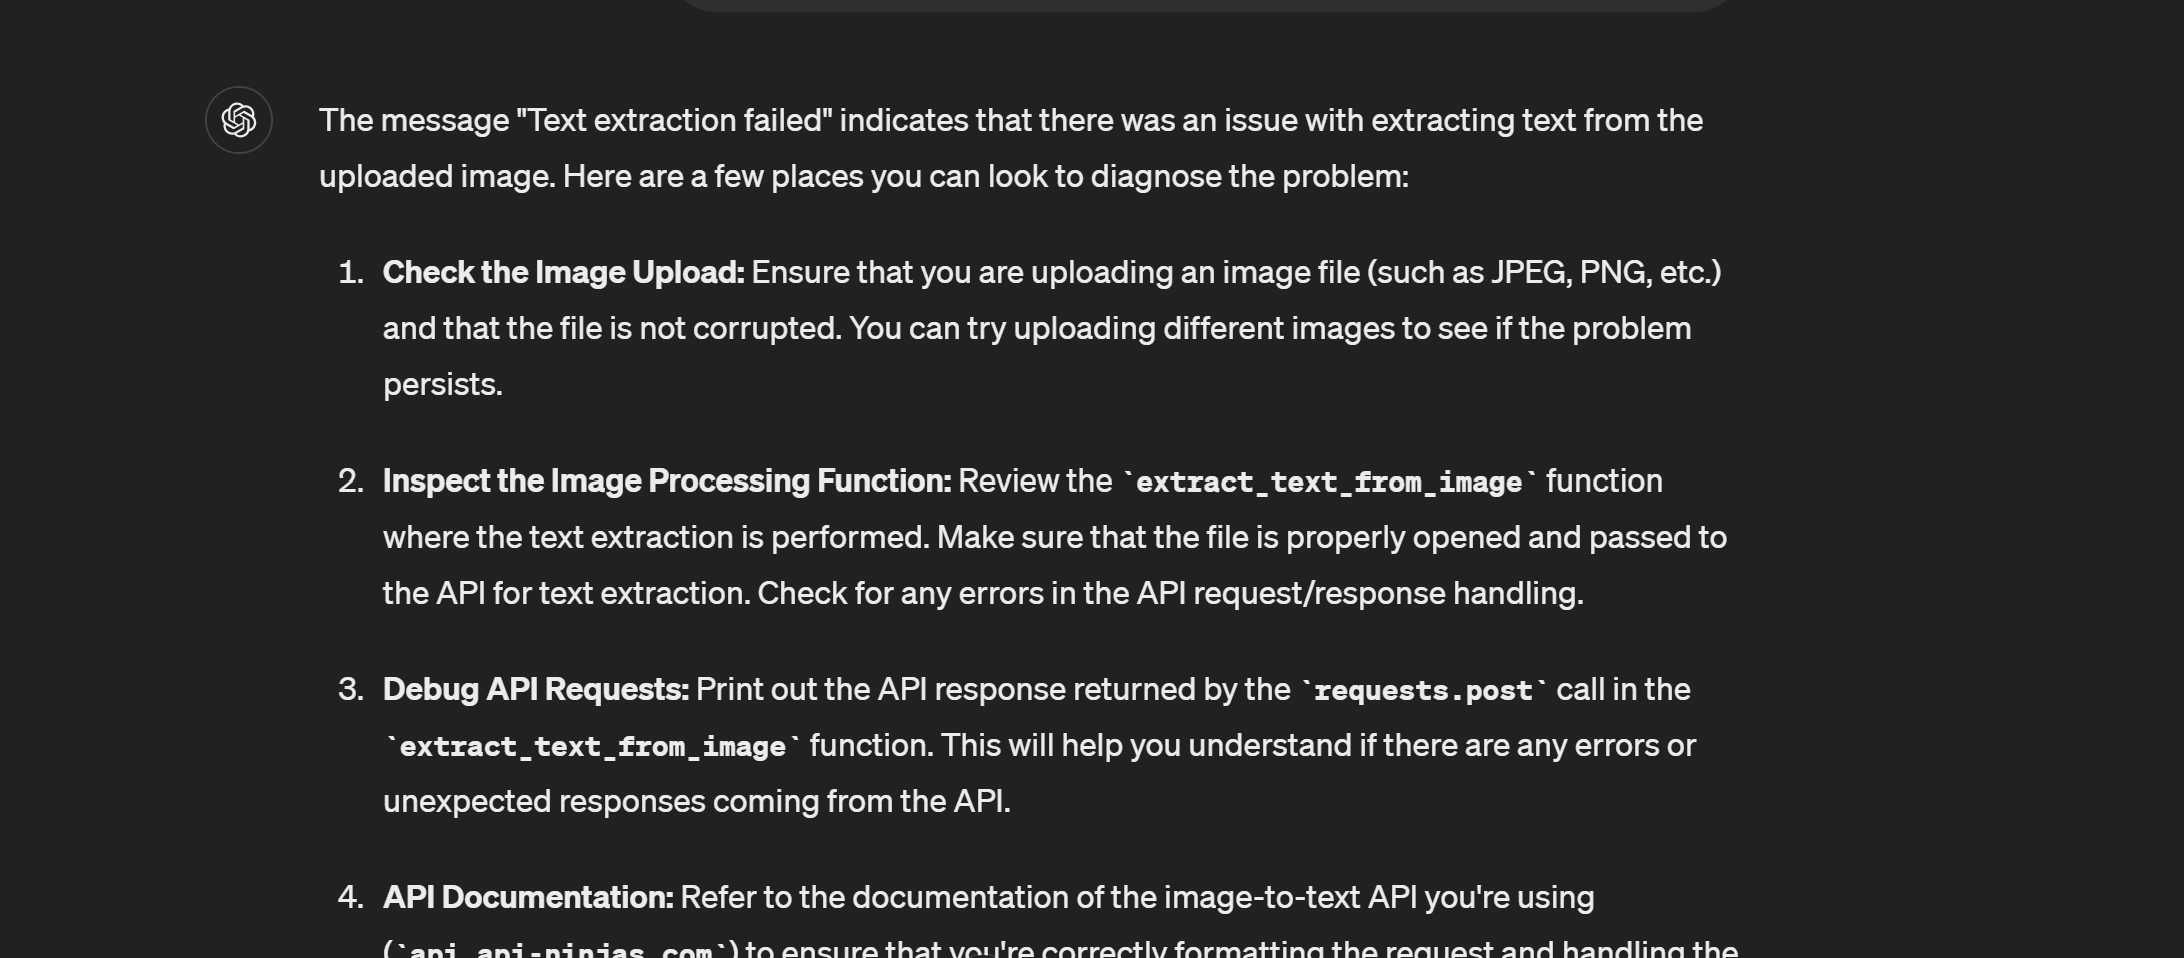 The message "Text extraction failed" indicates that there was an issue with extracting text from the
uploaded image. Here are a few places you can look to diagnose the problem:
1. Check the Image Upload: Ensure that you are uploading an image file (such as JPEG, PNG, etc.)
and that the file is not corrupted. You can try uploading different images to see if the problem
persists.
2. Inspect the Image Processing Function: Review the `extract_text_from_image` function
where the text extraction is performed. Make sure that the file is properly opened and passed to
the API for text extraction. Check for any errors in the API request/response handling.
3. Debug API Requests: Print out the API response returned by the `requests.post` call in the
`extract_text_from_image` function. This will help you understand if there are any errors or
unexpected responses coming from the API.
4. API Documentation: Refer to the documentation of the image-to-text API you're using
(`api.api-ninjas.com`) to ensure that you're correctly formatting the request and handling the